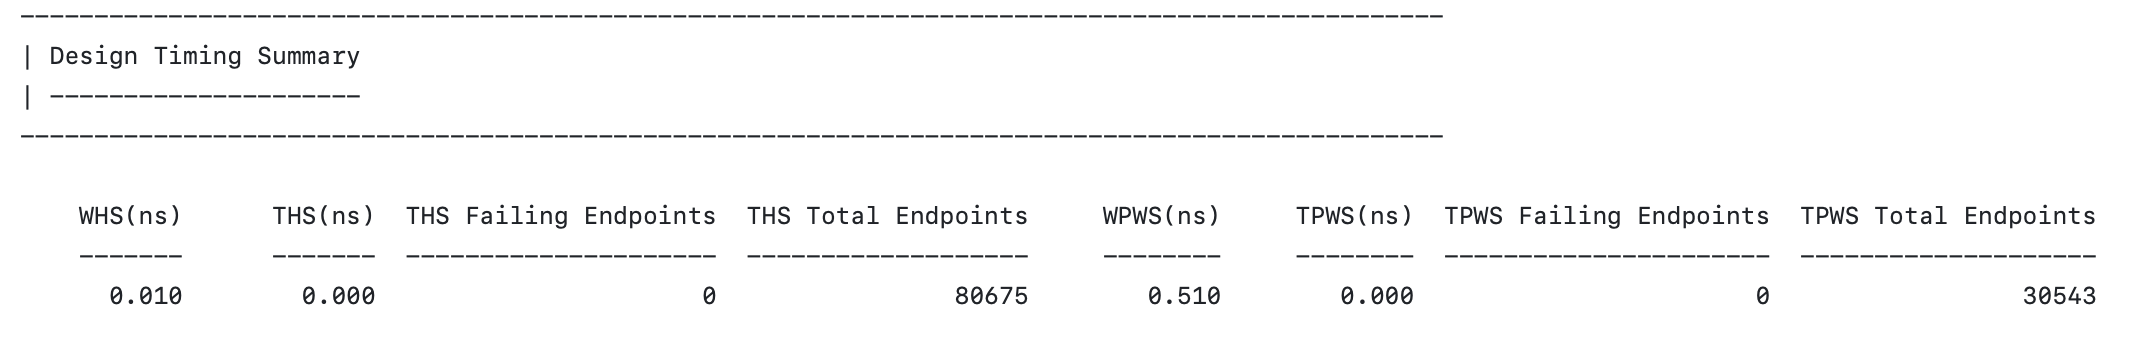 ------------------------------------------------------------------------------------------------
| Design Timing Summary
| ---------------------
------------------------------------------------------------------------------------------------
WHS(ns) THS(ns) THS Failing Endpoints THS Total Endpoints WPWS(ns) TPWS(ns) TPWS Failing Endpoints TPWS Total Endpoints
------- ------- --------------------- ------------------- -------- -------- ---------------------- --------------------
0.010 0.000 0 80675 0.510 0.000 0 30543